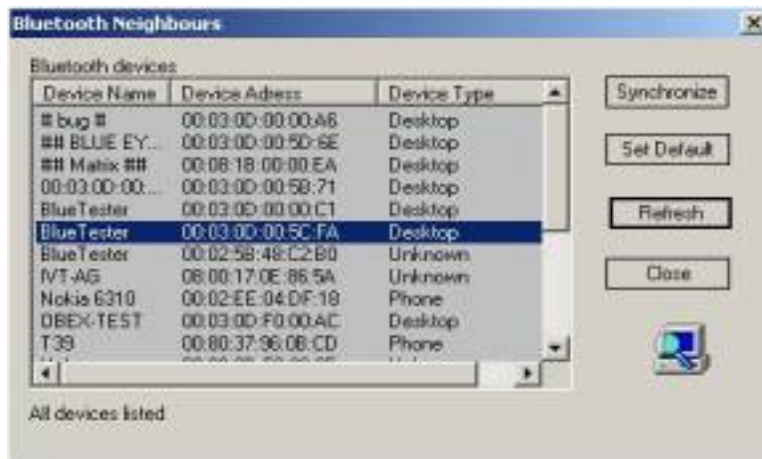 Bluetooth Neighbours
Bluetooth devices
Device Name Device Adress Device Type
# bug # 00:03:0D:00:00:A6 Desktop
## BLUE EY... 00:03:0D:00:5D:6E Desktop
## Matrix ## 00:08:18:00:00:EA Desktop
00:03:0D:00:... 00:03:0D:00:5B:71 Desktop
BlueTester 00:03:0D:00:00:C1 Desktop
BlueTester 00:03:0D:00:5C:FA Desktop
BlueTester 00:02:5B:48:C2:B0 Unknown
IVT-AG 08:00:17:0E:86:5A Unknown
Nokia 6310 00:02:EE:04:DF:18 Phone
OBEX-TEST 00:03:0D:F0:00:AC Desktop
T39 00:80:37:96:0B:CD Phone
Synchronize
Set Default
Refresh
Close
All devices listed